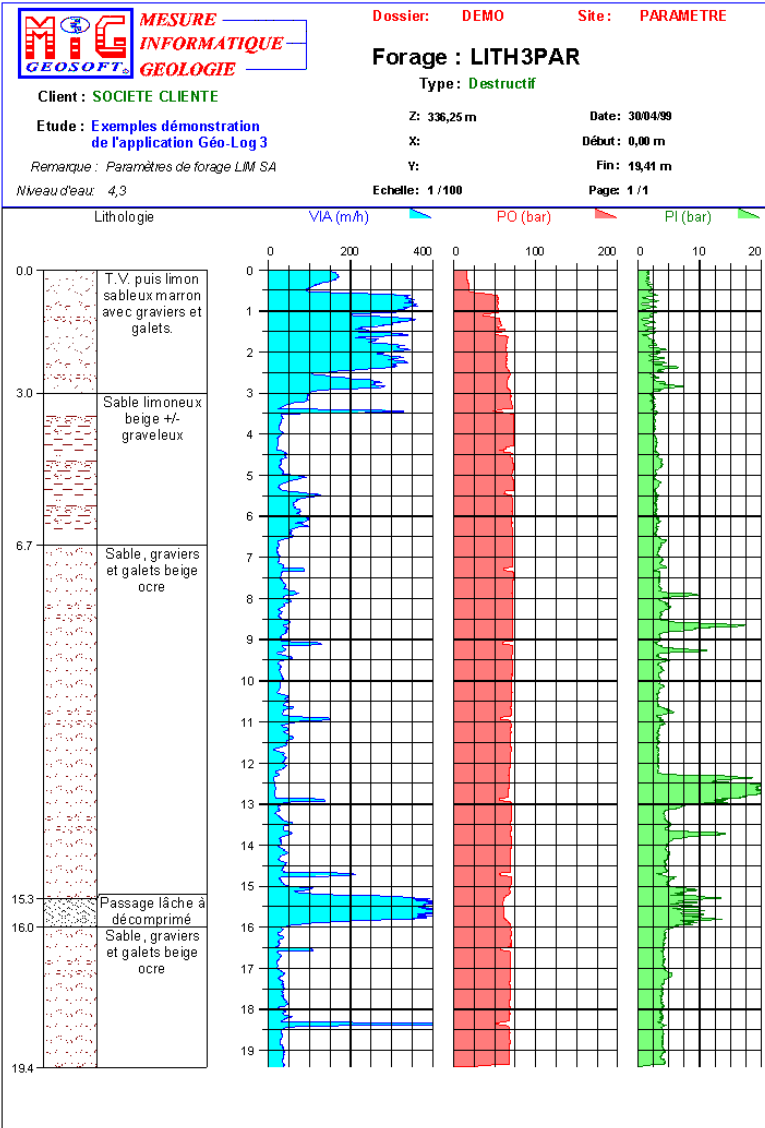 MIG
GEOSOFT
MESURE
INFORMATIQUE
GEOLOGIE
Dossier: DEMO Site : PARAMETRE
Forage : LITH3PAR
Type : Destructif
Client : SOCIETE CLIENTE
Etude : Exemples démonstration
de l'application Géo-Log 3
Remarque : Paramètres de forage LIM SA
Niveau d'eau: 4,3
Z: 336,25 m Date: 30/04/99
X: Début: 0,00 m
Y: Fin: 19,41 m
Echelle: 1 / 100 Page: 1 / 1
Lithologie VIA (m/h) PO (bar) PI (bar)
0 200 400 0 100 200 0 10 20
0.0
T.V. puis limon
sableux marron
avec graviers et
galets.
3.0
Sable limoneux
beige +/-
graveleux
6.7
Sable, graviers
et galets beige
ocre
15.3
Passage lâche à
décomprimé
16.0
Sable, graviers
et galets beige
ocre
19.4
0
1
2
3
4
5
6
7
8
9
10
11
12
13
14
15
16
17
18
19